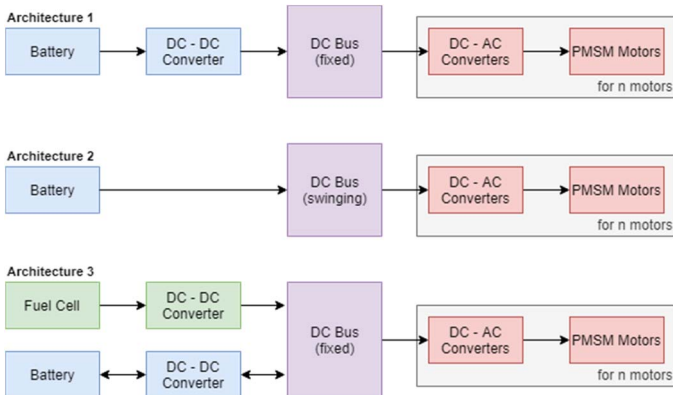 Architecture 1
Battery
DC - DC
Converter
DC Bus
(fixed)
DC - AC
Converters
PMSM Motors
for n motors
Architecture 2
Battery
DC Bus
(swinging)
DC - AC
Converters
PMSM Motors
for n motors
Architecture 3
Fuel Cell
DC - DC
Converter
DC Bus
(fixed)
DC - AC
Converters
PMSM Motors
Battery
DC - DC
Converter
for n motors